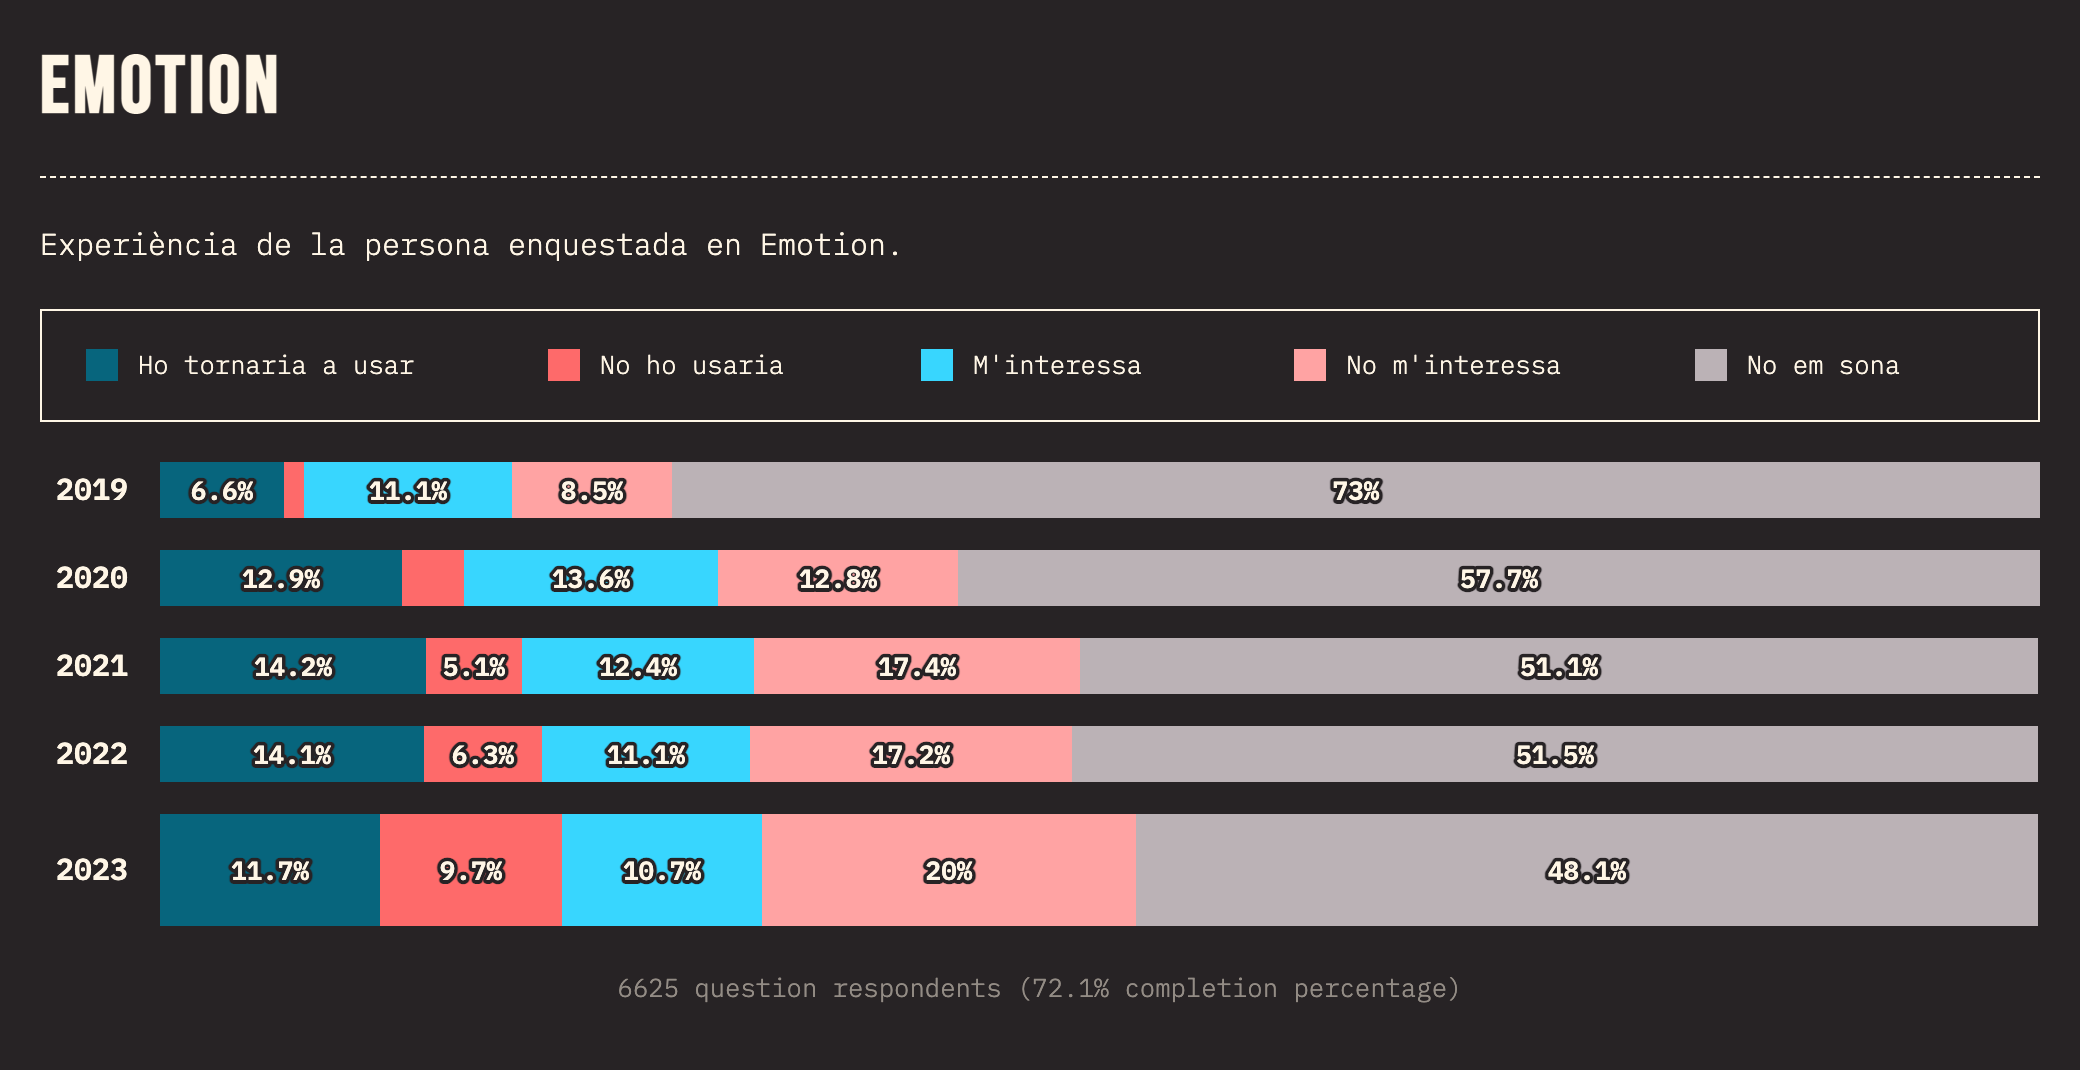 EMOTION
Experiència de la persona enquestada en Emotion.
Ho tornaria a usar No ho usaria M'interessa No m'interessa No em sona
2019 6.6% 11.1% 8.5% 73%
2020 12.9% 13.6% 12.8% 57.7%
2021 14.2% 5.1% 12.4% 17.4% 51.1%
2022 14.1% 6.3% 11.1% 17.2% 51.5%
2023 11.7% 9.7% 10.7% 20% 48.1%
6625 question respondents (72.1% completion percentage)